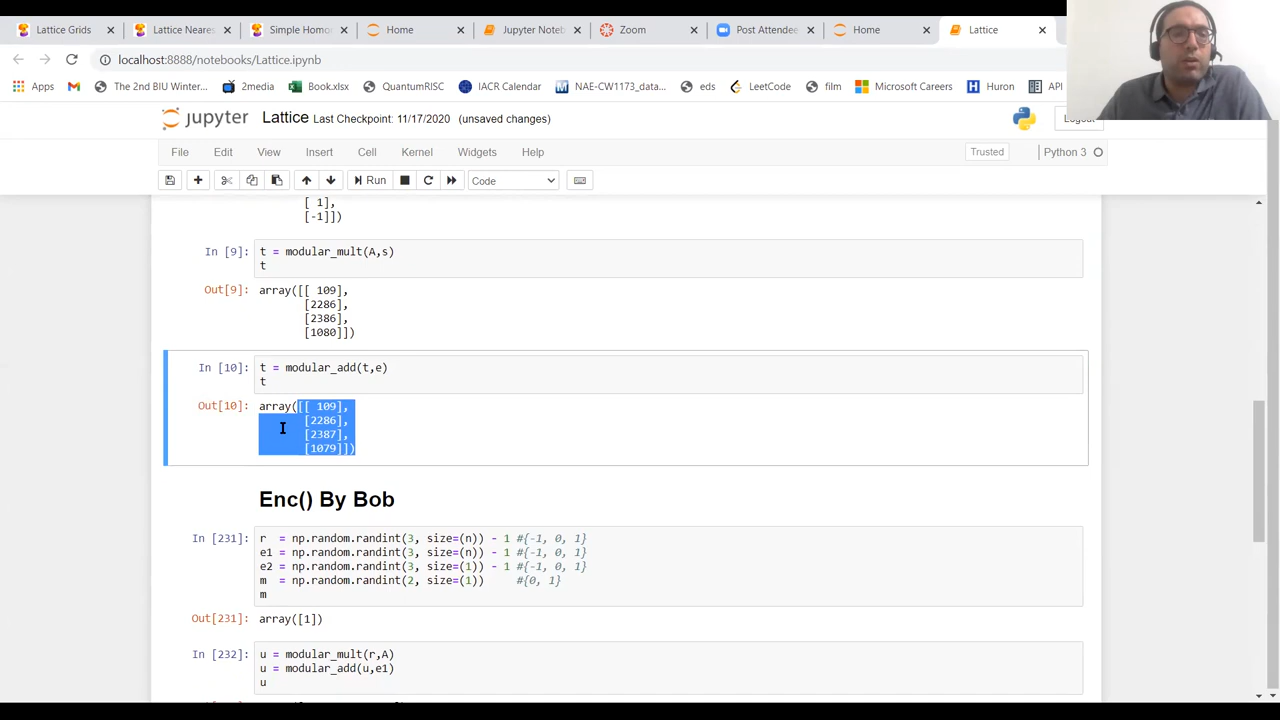 Lattice Grids
Lattice Neares
Simple Homo
Home
Jupyter Noteb
Zoom
Post Attendee
Home
Lattice
localhost:8888/notebooks/Lattice.ipynb
Apps
The 2nd BIU Winter...
2medio
Book.xlsx
QuantumRISC
IACR Calendar
NAE-CW1173_data...
eds
LeetCode
film
Microsoft Careers
Huron
API
jupyter Lattice Last Checkpoint: 11/17/2020 (unsaved changes)
File Edit View Insert Cell Kernel Widgets Help
Trusted
Python 3
Run
Code
[ 1],
[-1]])
In [9]: t = modular_mult(A,s)
t
Out[9]: array([[ 109],
[2286],
[2386],
[1080]])
In [10]: t = modular_add(t,e)
t
Out[10]: array([[ 109],
[2286],
[2387],
[1079]])
Enc() By Bob
In [231]: r = np.random.randint(3, size=(n)) - 1 #{-1, 0, 1}
e1 = np.random.randint(3, size=(n)) - 1 #{-1, 0, 1}
e2 = np.random.randint(3, size=(1)) - 1 #{-1, 0, 1}
m = np.random.randint(2, size=(1)) #{0, 1}
m
Out[231]: array([1])
In [232]: u = modular_mult(r,A)
u = modular_add(u,e1)
u